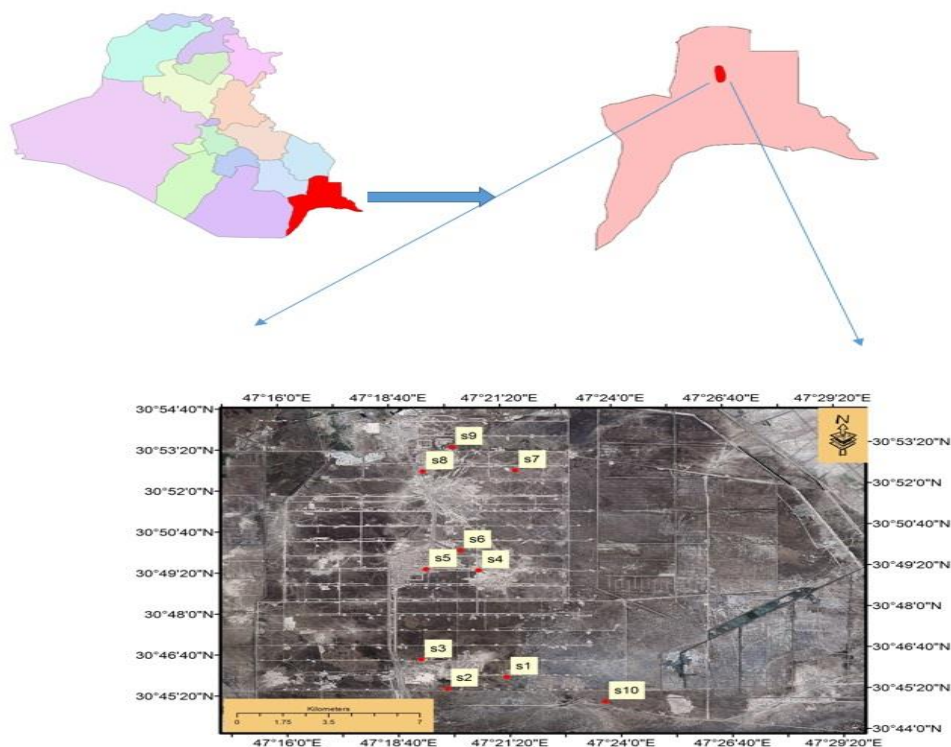 47°16'0"E 47°18'40"E 47°21'20"E 47°24'0"E 47°26'40"E 47°29'20"E
30°54'40"N
N
s9
30°53'20"N
30°53'20"N
s8
s7
30°52'0"N
30°52'0"N
30°50'40"N
30°50'40"N
s6
s5
s4
30°49'20"N
30°49'20"N
30°48'0"N
30°48'0"N
s3
30°46'40"N
30°46'40"N
s1
s2
s10
30°45'20"N
30°45'20"N
Kilometers
0 1.75 3.5 7
30°44'0"N
47°16'0"E 47°18'40"E 47°21'20"E 47°24'0"E 47°26'40"E 47°29'20"E